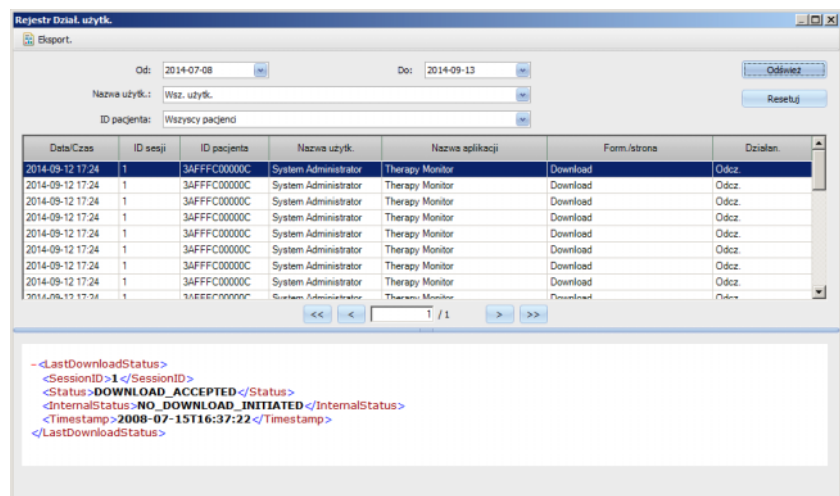 Rejestr Dział. użytk.
Eksport.
Od: 2014-07-08 Do: 2014-09-13 Odśwież
Nazwa użytk.: Wsz. użytk. Resetuj
ID pacjenta: Wszyscy pacjenci
Data/Czas ID sesji ID pacjenta Nazwa użytk. Nazwa aplikacji Form./strona Działan.
2014-09-12 17:24 1 3AFFFC00000C System Administrator Therapy Monitor Download Odcz.
2014-09-12 17:24 1 3AFFFC00000C System Administrator Therapy Monitor Download Odcz.
2014-09-12 17:24 1 3AFFFC00000C System Administrator Therapy Monitor Download Odcz.
2014-09-12 17:24 1 3AFFFC00000C System Administrator Therapy Monitor Download Odcz.
2014-09-12 17:24 1 3AFFFC00000C System Administrator Therapy Monitor Download Odcz.
2014-09-12 17:24 1 3AFFFC00000C System Administrator Therapy Monitor Download Odcz.
2014-09-12 17:24 1 3AFFFC00000C System Administrator Therapy Monitor Download Odcz.
2014-09-12 17:24 1 3AFFFC00000C System Administrator Therapy Monitor Download Odcz.
<< < 1 / 1 > >>
-<LastDownloadStatus>
<SessionID>1</SessionID>
<Status>DOWNLOAD_ACCEPTED</Status>
<InternalStatus>NO_DOWNLOAD_INITIATED</InternalStatus>
<Timestamp>2008-07-15T16:37:22</Timestamp>
</LastDownloadStatus>